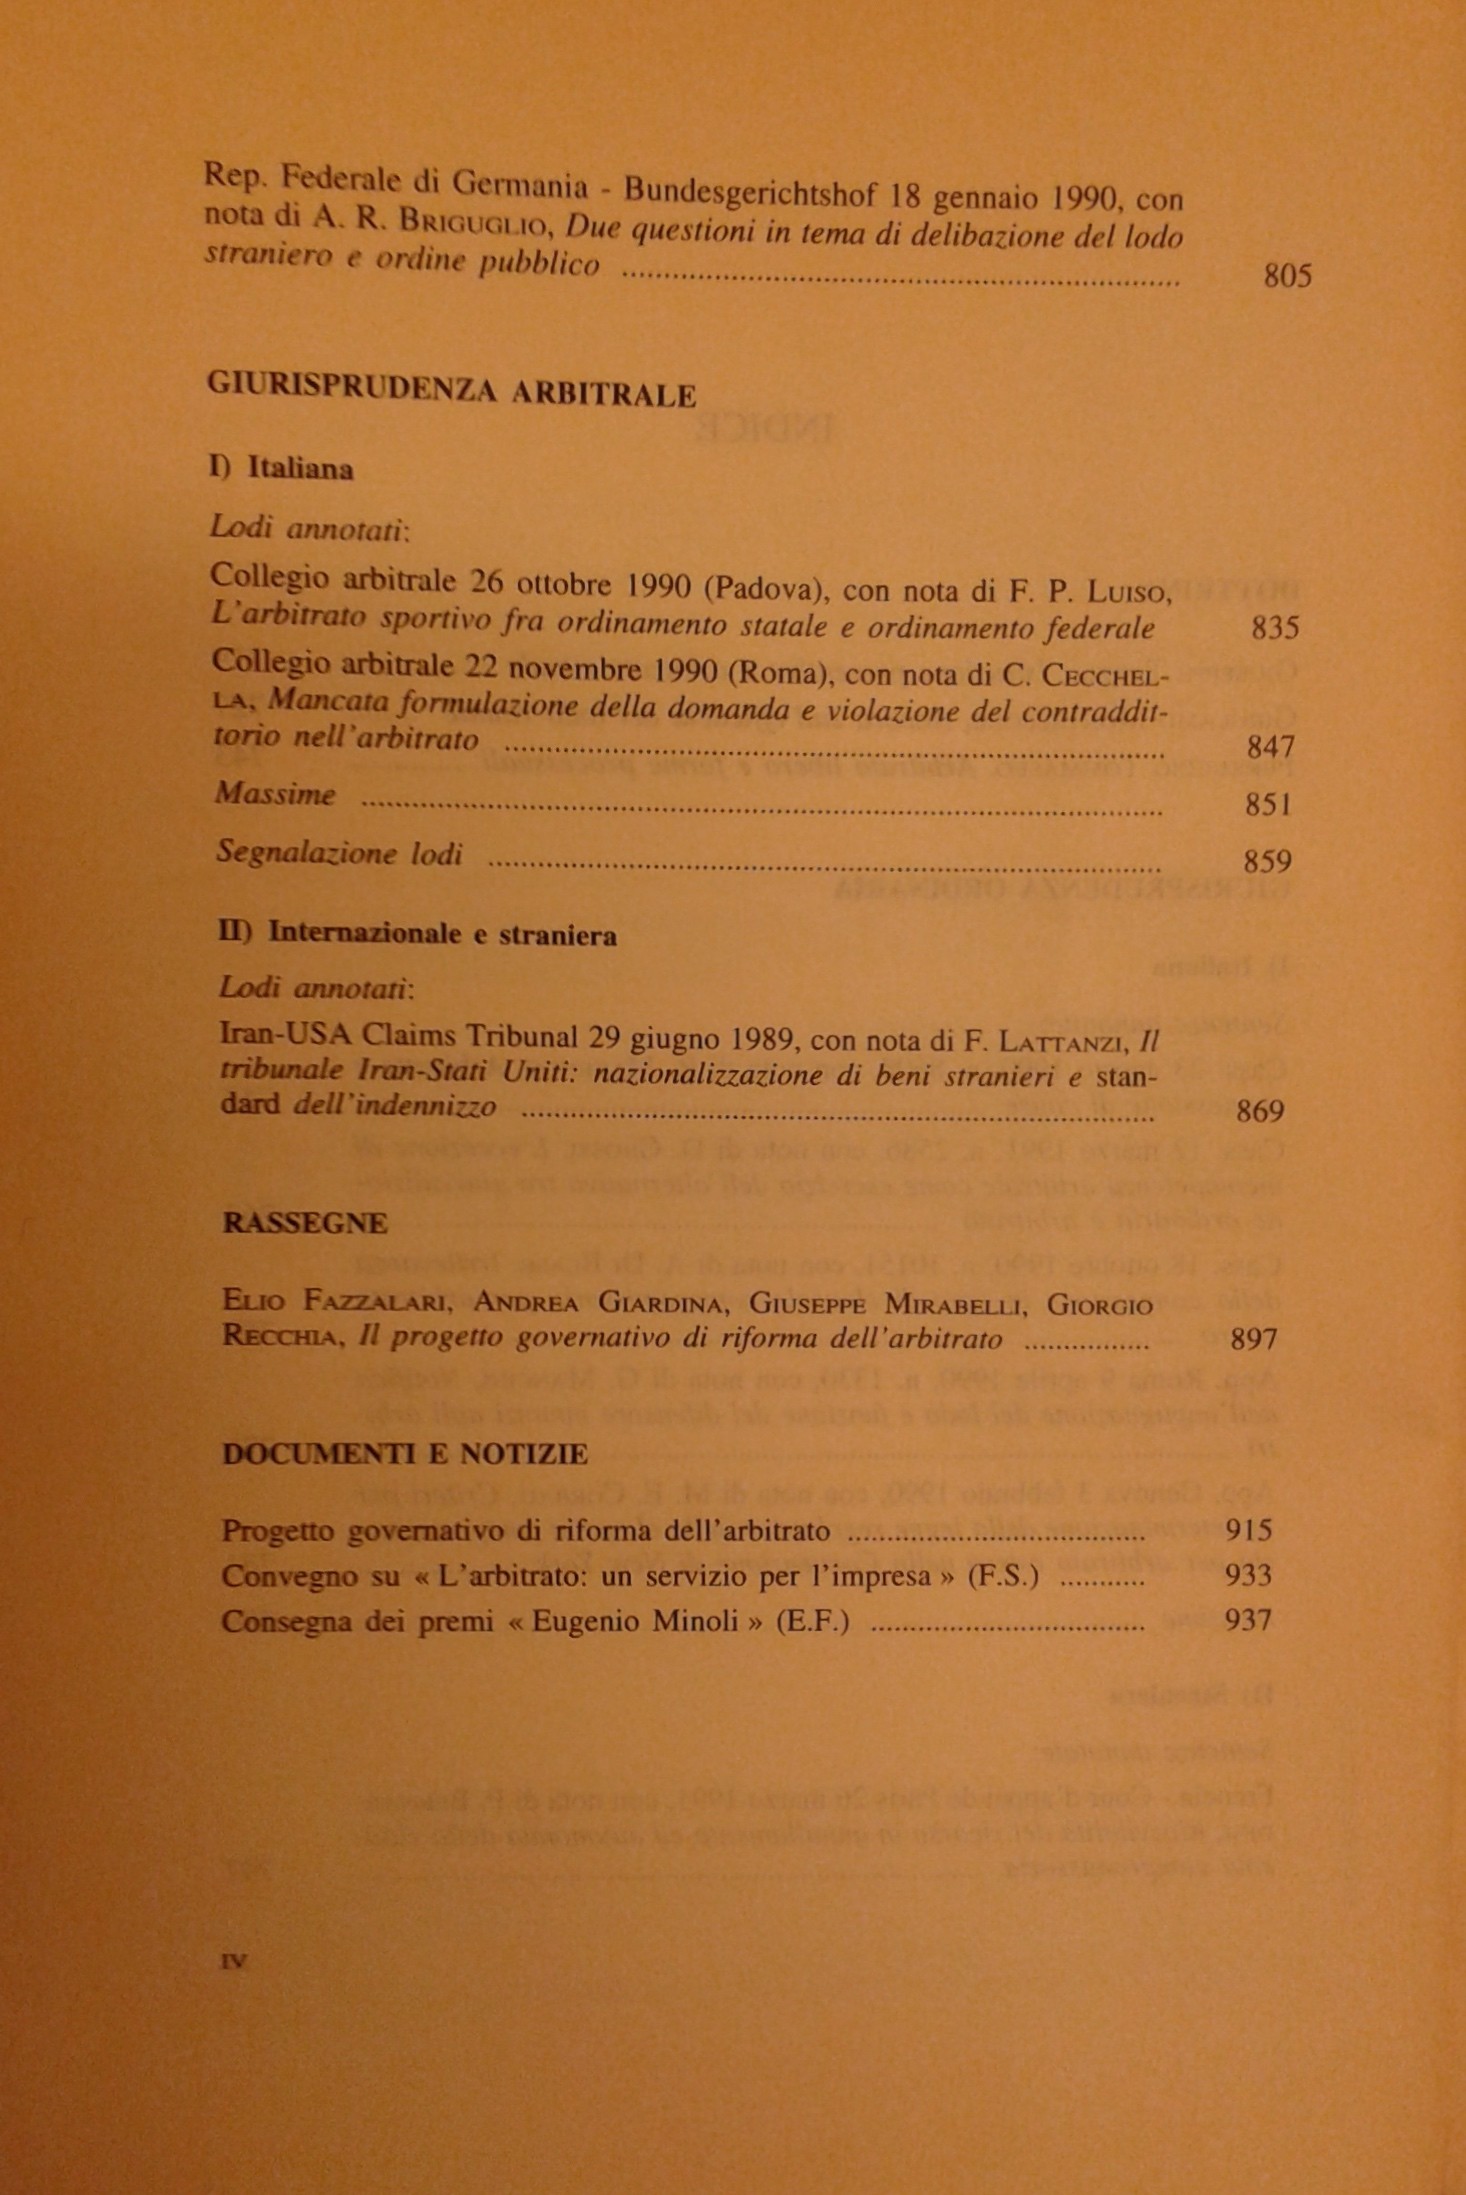 Rep. Federale di Germania - Bundesgerichtshof 18 gennaio 1990, con
nota di A. R. BRIGUGLIO, Due questioni in tema di delibazione del lodo
straniero e ordine pubblico ........................................................................ 805
GIURISPRUDENZA ARBITRALE
I) Italiana
Lodi annotati:
Collegio arbitrale 26 ottobre 1990 (Padova), con nota di F. P. LUISO,
L'arbitrato sportivo fra ordinamento statale e ordinamento federale 835
Collegio arbitrale 22 novembre 1990 (Roma), con nota di C. CECCHEL-
LA, Mancata formulazione della domanda e violazione del contraddit-
torio nell'arbitrato ........................................................................ 847
Massime ........................................................................ 851
Segnalazione lodi ........................................................................ 859
II) Internazionale e straniera
Lodi annotati:
Iran-USA Claims Tribunal 29 giugno 1989, con nota di F. LATTANZI, Il
tribunale Iran-Stati Uniti: nazionalizzazione di beni stranieri e stan-
dard dell'indennizzo ........................................................................ 869
RASSEGNE
ELIO FAZZALARI, ANDREA GIARDINA, GIUSEPPE MIRABELLI, GIORGIO
RECCHIA, Il progetto governativo di riforma dell'arbitrato ................ 897
DOCUMENTI E NOTIZIE
Progetto governativo di riforma dell'arbitrato ...................................... 915
Convegno su « L'arbitrato: un servizio per l'impresa » (F.S.) ........... 933
Consegna dei premi « Eugenio Minoli » (E.F.) ................................... 937
IV